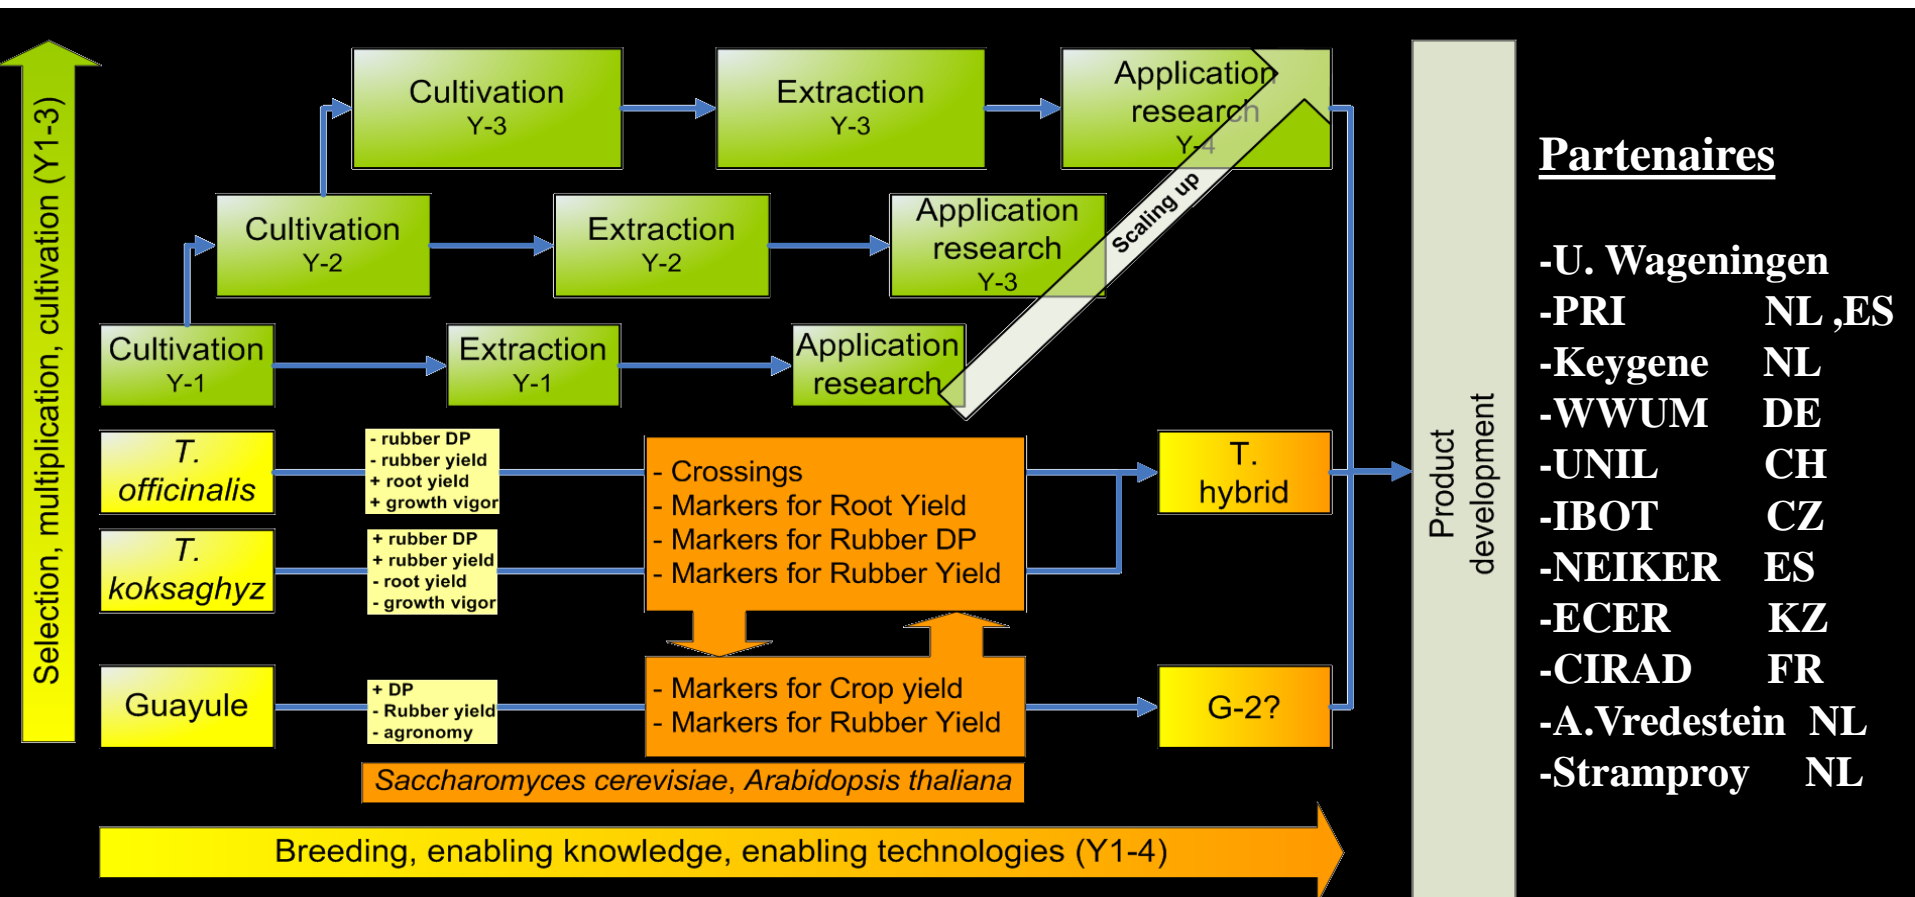 Selection, multiplication, cultivation (Y1-3)
Cultivation
Y-3
Extraction
Y-3
Application
research
Y-4
Cultivation
Y-2
Extraction
Y-2
Application
research
Y-3
Scaling up
Cultivation
Y-1
Extraction
Y-1
Application
research
T.
officinalis
- rubber DP
- rubber yield
+ root yield
+ growth vigor
T.
koksaghyz
+ rubber DP
+ rubber yield
- root yield
- growth vigor
- Crossings
- Markers for Root Yield
- Markers for Rubber DP
- Markers for Rubber Yield
T.
hybrid
Guayule
+ DP
- Rubber yield
- agronomy
- Markers for Crop yield
- Markers for Rubber Yield
G-2?
Saccharomyces cerevisiae, Arabidopsis thaliana
Breeding, enabling knowledge, enabling technologies (Y1-4)
Product
development
Partenaires
-U. Wageningen
-PRI NL ,ES
-Keygene NL
-WWUM DE
-UNIL CH
-IBOT CZ
-NEIKER ES
-ECER KZ
-CIRAD FR
-A.Vredestein NL
-Stramproy NL